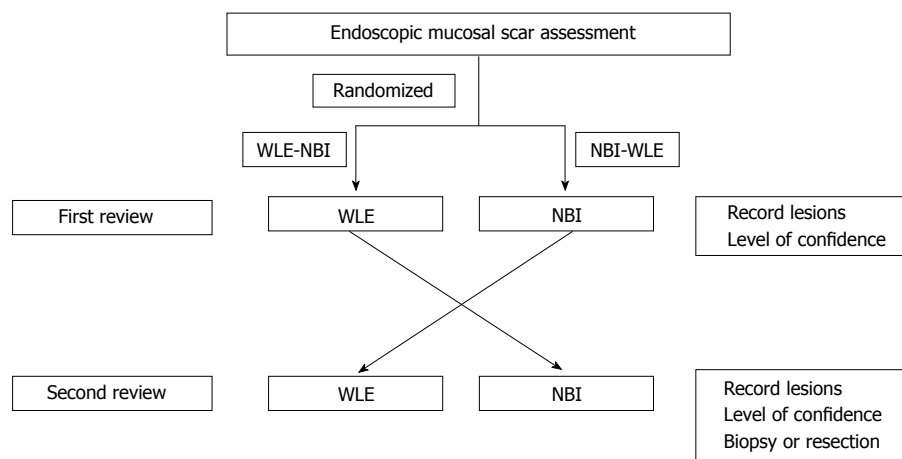 Endoscopic mucosal scar assessment
Randomized
WLE-NBI
NBI-WLE
First review
WLE
NBI
Record lesions
Level of confidence
Second review
WLE
NBI
Record lesions
Level of confidence
Biopsy or resection